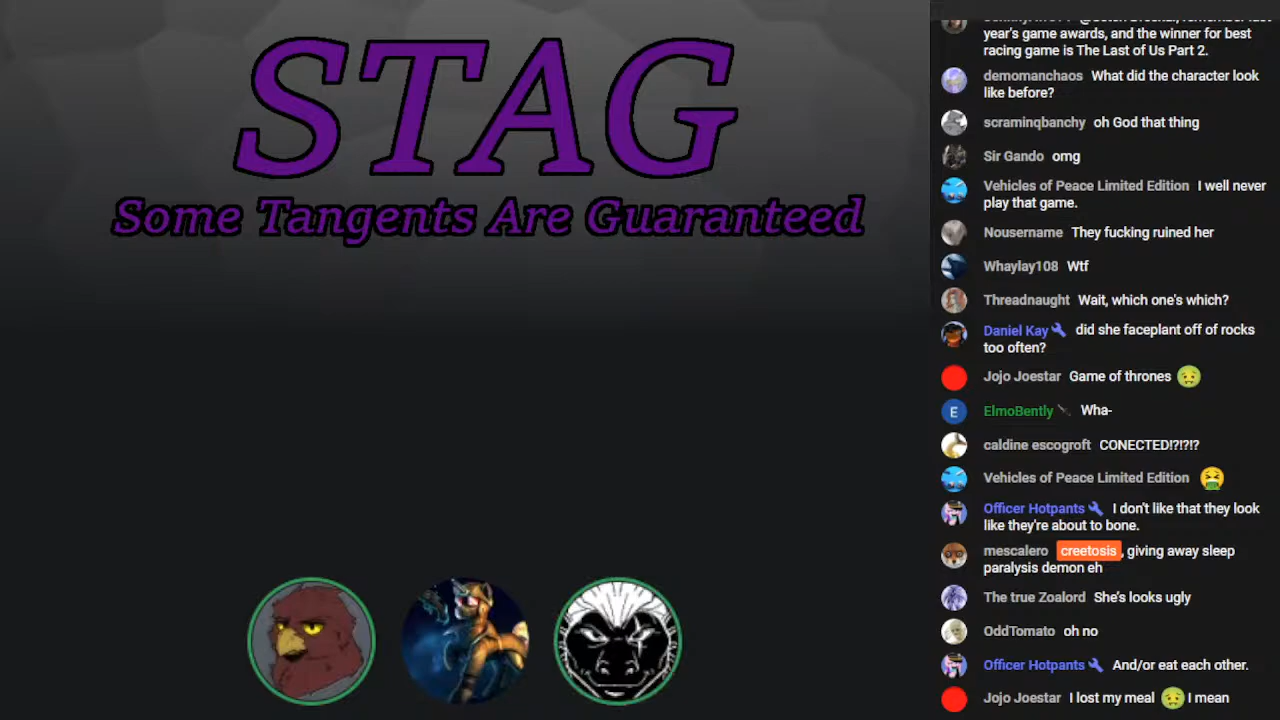 STAG
Some Tangents Are Guaranteed
year's game awards, and the winner for best
racing game is The Last of Us Part 2.
demomanchaos What did the character look
like before?
scraminqbanchy oh God that thing
Sir Gando omg
Vehicles of Peace Limited Edition I well never
play that game.
Nousername They fucking ruined her
Whaylay108 Wtf
Threadnaught Wait, which one's which?
Daniel Kay did she faceplant off of rocks
too often?
Jojo Joestar Game of thrones 🤢
E ElmoBently Wha-
caldine escogroft CONECTED!?!?!?
Vehicles of Peace Limited Edition 🤮
Officer Hotpants I don't like that they look
like they're about to bone.
mescalero creetosis, giving away sleep
paralysis demon eh
The true Zoalord She's looks ugly
OddTomato oh no
Officer Hotpants And/or eat each other.
Jojo Joestar I lost my meal 🤢 I mean